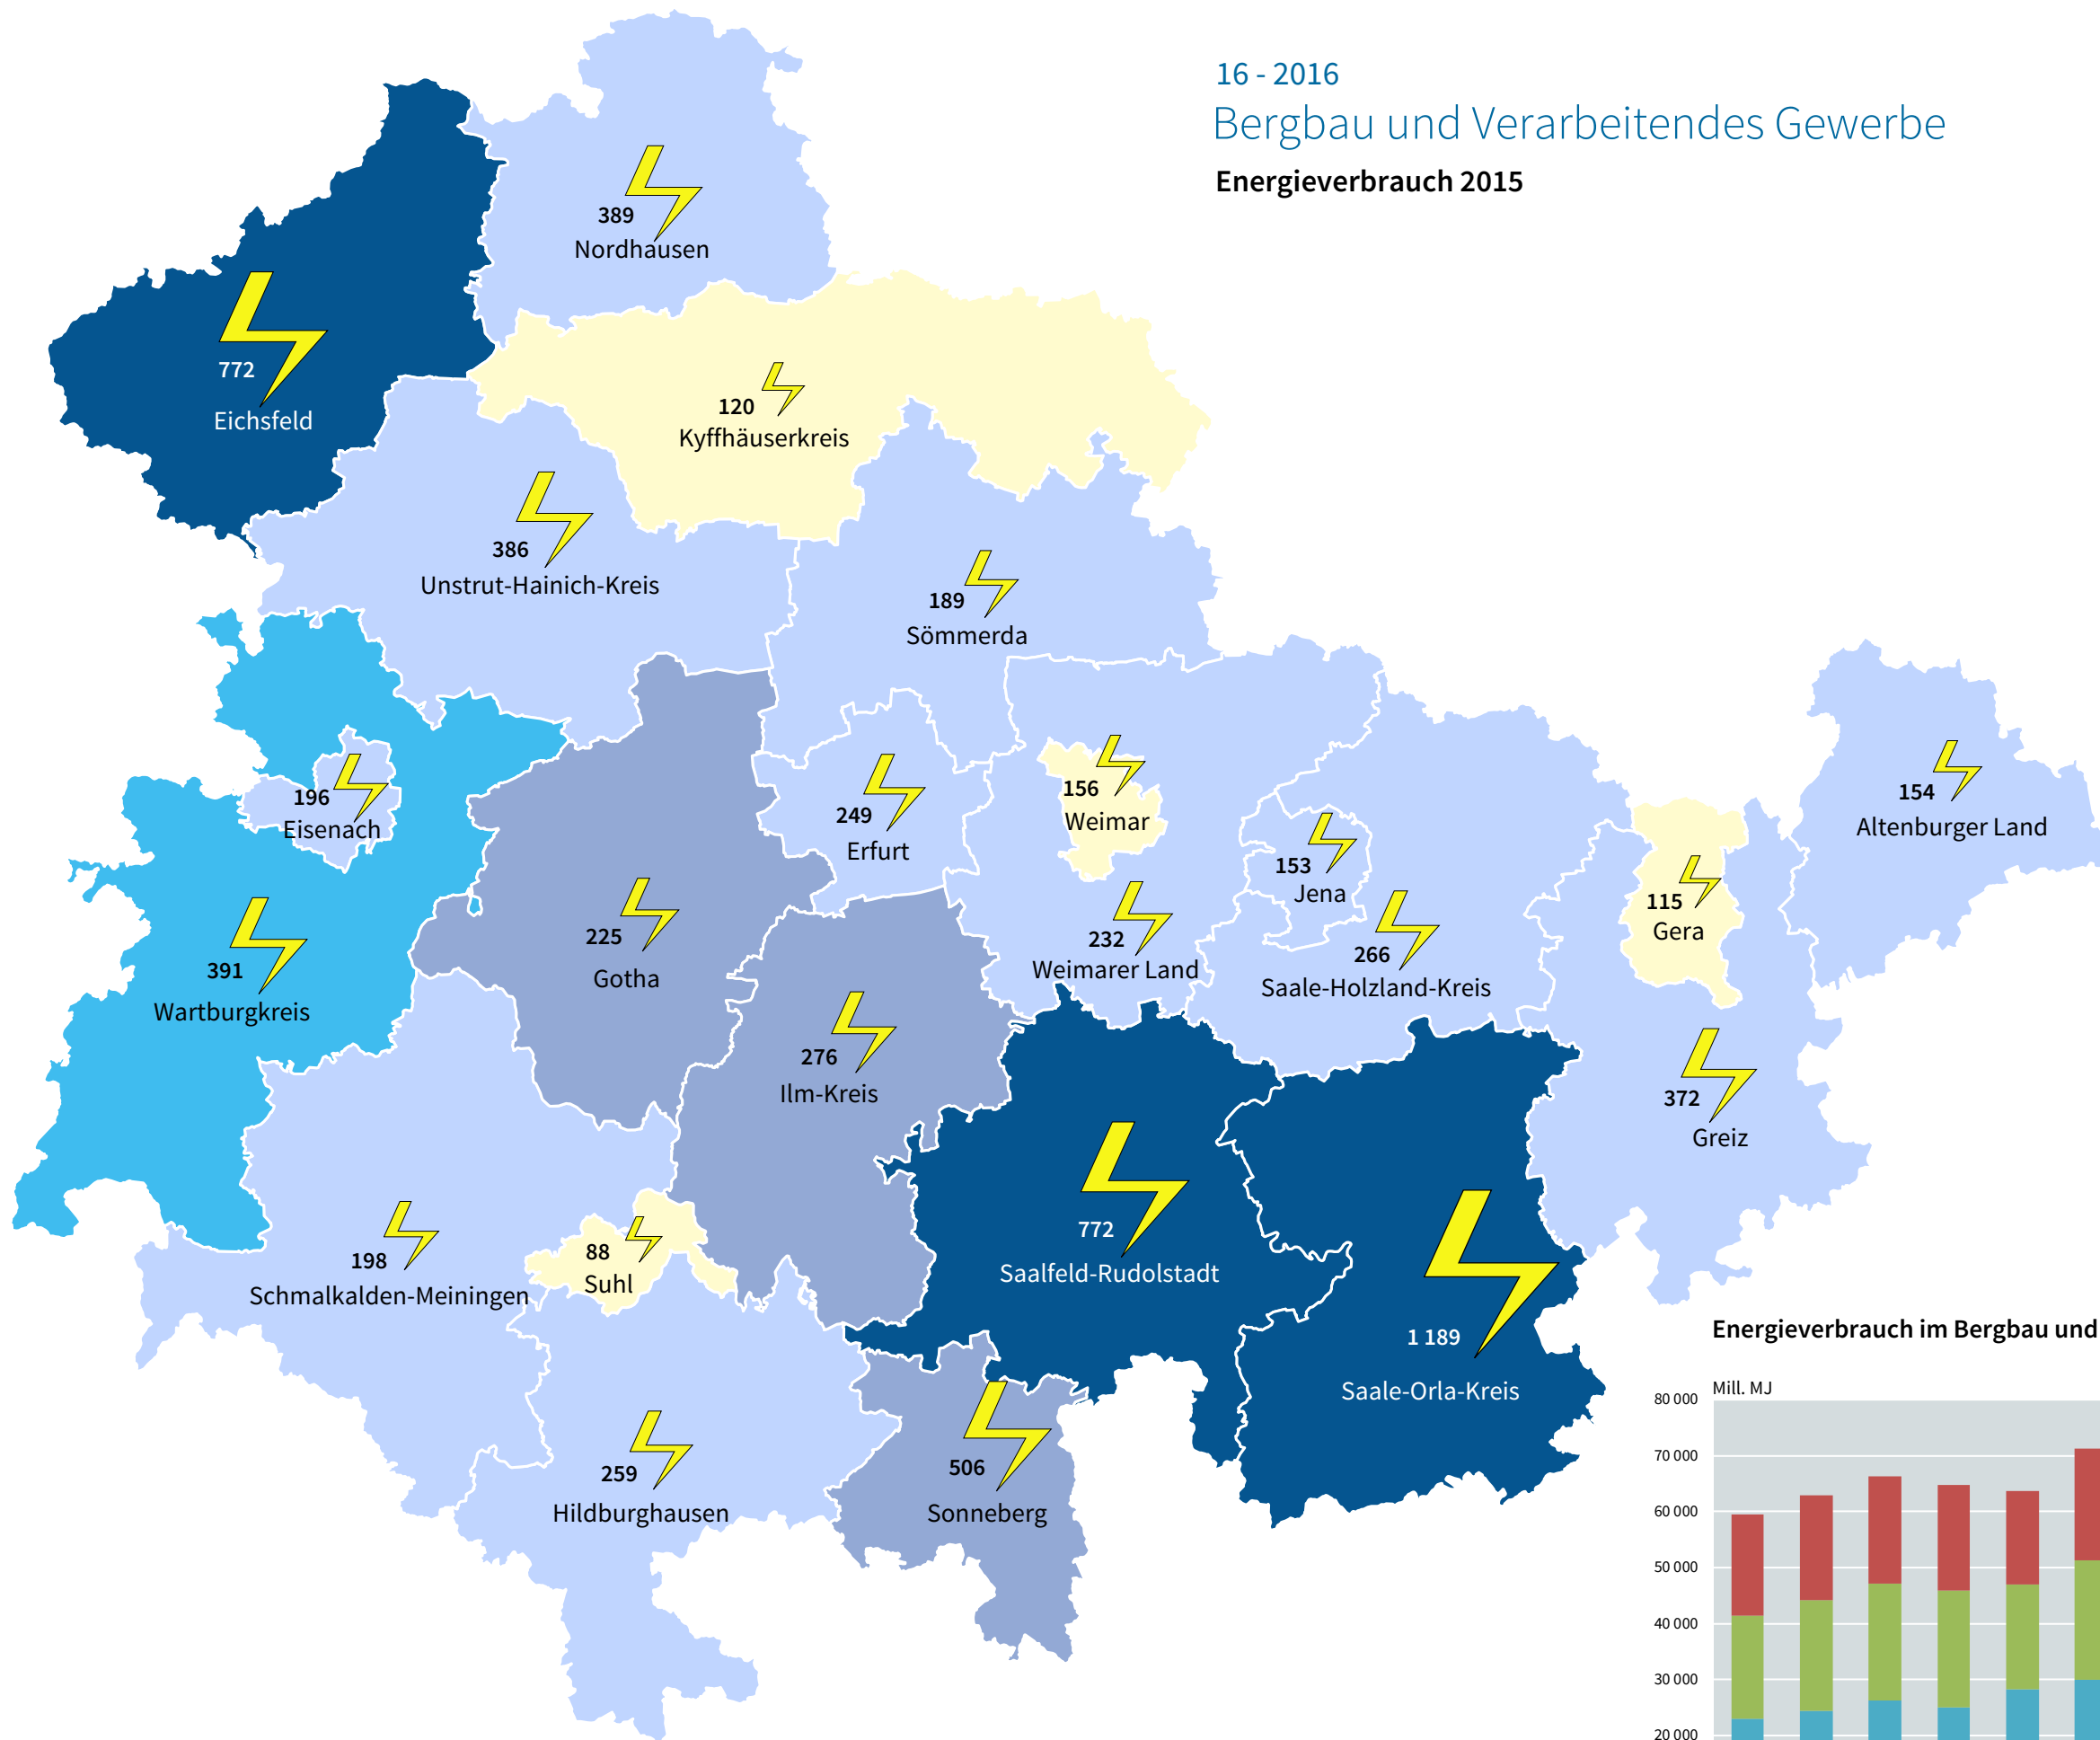 16 - 2016
Bergbau und Verarbeitendes Gewerbe
Energieverbrauch 2015
389
Nordhausen
772
Eichsfeld
120
Kyffhäuserkreis
386
Unstrut-Hainich-Kreis
189
Sömmerda
196
Eisenach
249
Erfurt
156
Weimar
154
Altenburger Land
153
Jena
115
Gera
225
Gotha
232
Weimarer Land
266
Saale-Holzland-Kreis
391
Wartburgkreis
276
Ilm-Kreis
372
Greiz
772
Saalfeld-Rudolstadt
198
Schmalkalden-Meiningen
88
Suhl
1 189
Saale-Orla-Kreis
259
Hildburghausen
506
Sonneberg
Energieverbrauch im Bergbau und
Mill. MJ
80 000
70 000
60 000
50 000
40 000
30 000
20 000